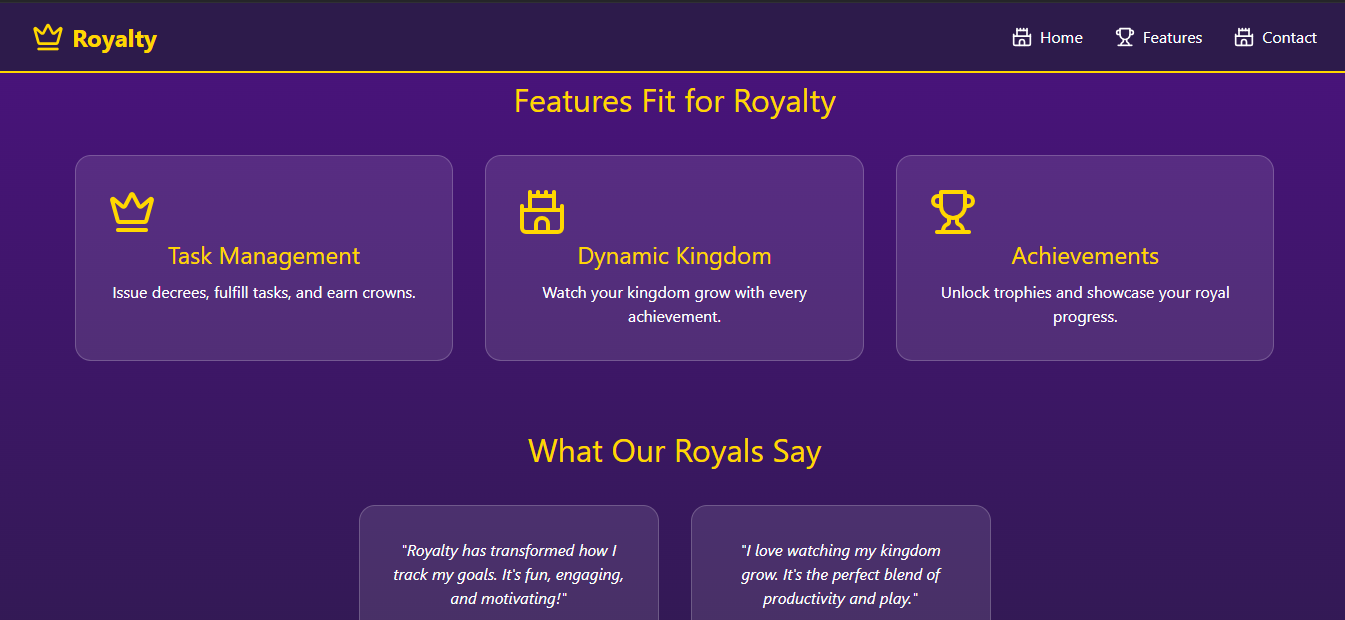 Royalty
Home
Features
Contact
Features Fit for Royalty
Task Management
Issue decrees, fulfill tasks, and earn crowns.
Dynamic Kingdom
Watch your kingdom grow with every
achievement.
Achievements
Unlock trophies and showcase your royal
progress.
What Our Royals Say
"Royalty has transformed how I
track my goals. It's fun, engaging,
and motivating!"
"I love watching my kingdom
grow. It's the perfect blend of
productivity and play."